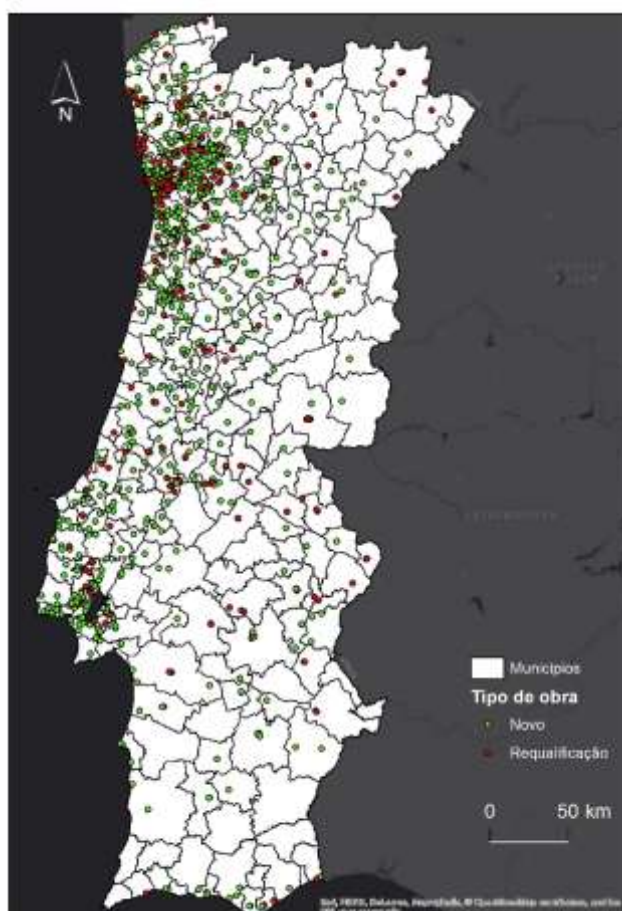 N
Municípios
Tipo de obra
Novo
Requalificação
0 50 km